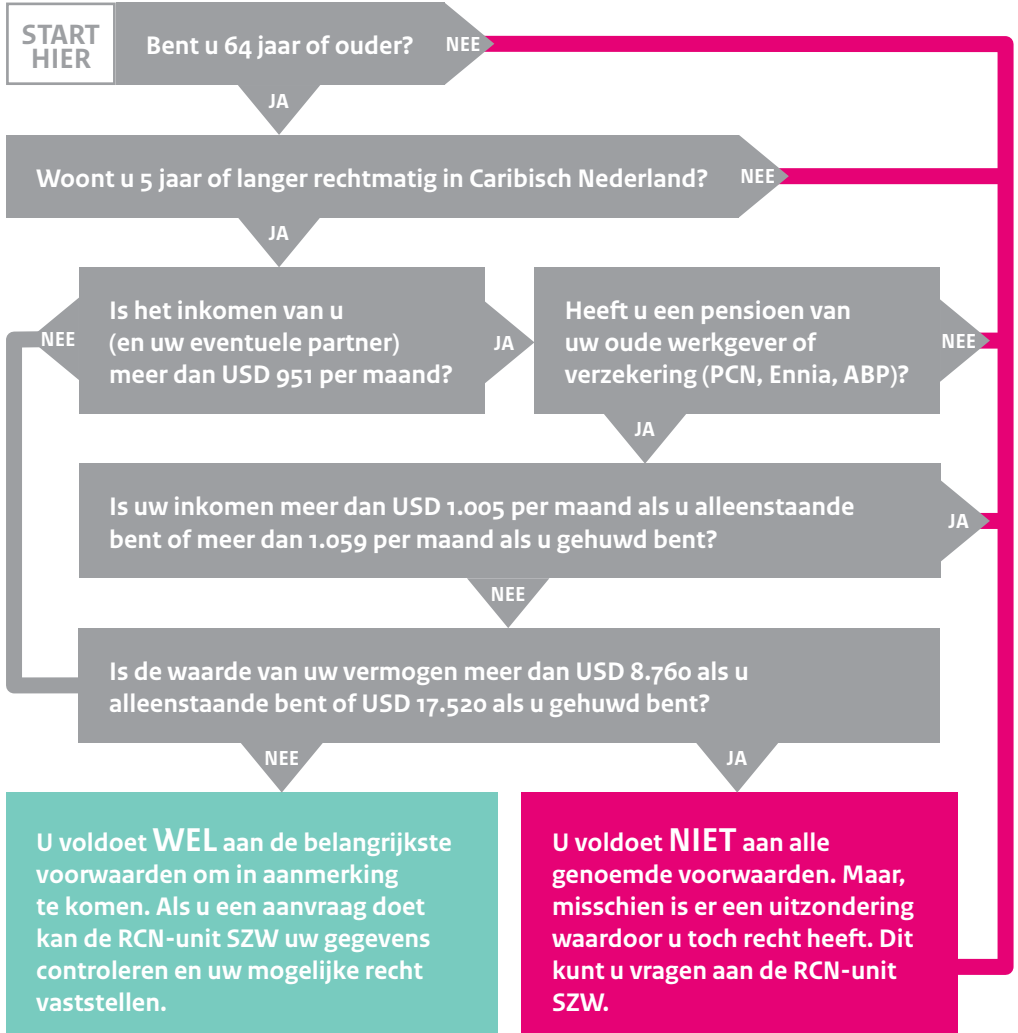 START
HIER
Bent u 64 jaar of ouder?
NEE
JA
Woont u 5 jaar of langer rechtmatig in Caribisch Nederland?
NEE
JA
NEE
Is het inkomen van u
(en uw eventuele partner)
meer dan USD 951 per maand?
JA
Heeft u een pensioen van
uw oude werkgever of
verzekering (PCN, Ennia, ABP)?
NEE
JA
Is uw inkomen meer dan USD 1.005 per maand als u alleenstaande
bent of meer dan 1.059 per maand als u gehuwd bent?
JA
NEE
Is de waarde van uw vermogen meer dan USD 8.760 als u
alleenstaande bent of USD 17.520 als u gehuwd bent?
NEE
JA
U voldoet WEL aan de belangrijkste
voorwaarden om in aanmerking
te komen. Als u een aanvraag doet
kan de RCN-unit SZW uw gegevens
controleren en uw mogelijke recht
vaststellen.
U voldoet NIET aan alle
genoemde voorwaarden. Maar,
misschien is er een uitzondering
waardoor u toch recht heeft. Dit
kunt u vragen aan de RCN-unit
SZW.